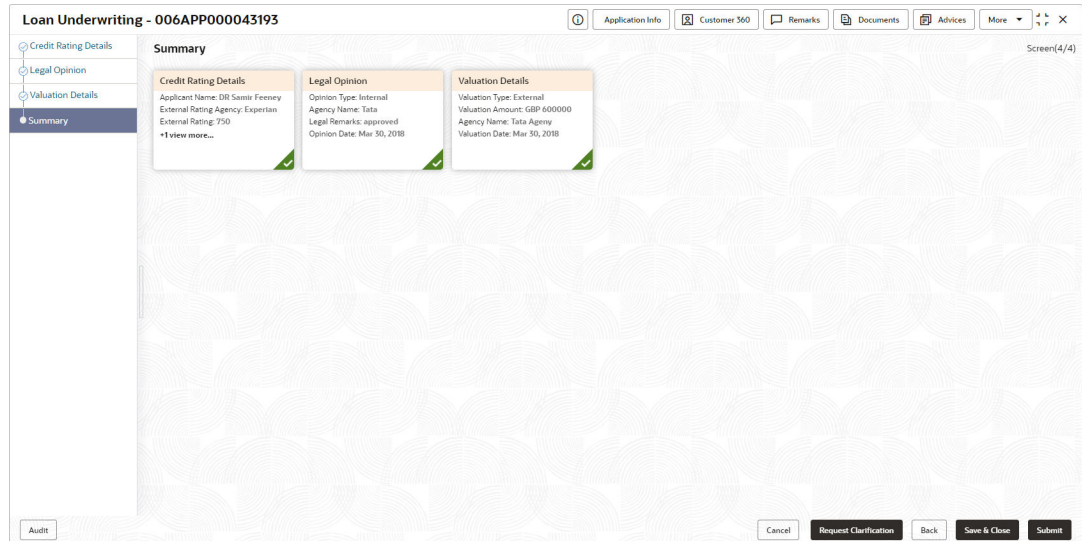 Loan Underwriting - 006APP000043193
Application Info
Customer 360
Remarks
Documents
Advices
More
Credit Rating Details
Legal Opinion
Valuation Details
Summary
Summary
Screen(4/4)
Credit Rating Details
Applicant Name: DR Samir Feeney
External Rating Agency: Experian
External Rating: 750
+1 view more...
Legal Opinion
Opinion Type: Internal
Agency Name: Tata
Legal Remarks: approved
Opinion Date: Mar 30, 2018
Valuation Details
Valuation Type: External
Valuation Amount: GBP 600000
Agency Name: Tata Ageny
Valuation Date: Mar 30, 2018
Audit
Cancel
Request Clarification
Back
Save & Close
Submit